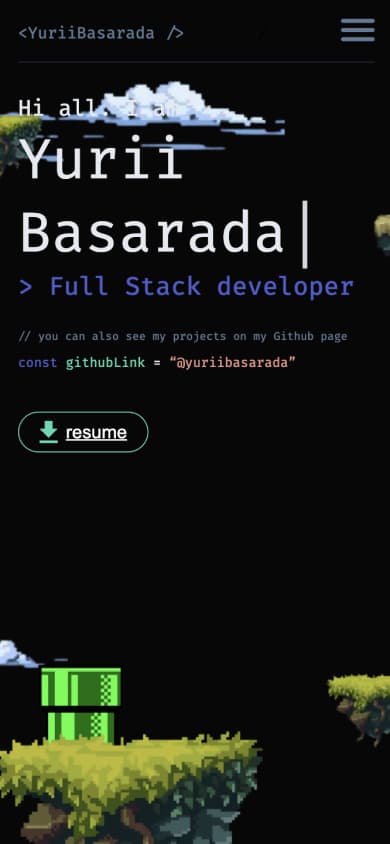 <YuriiBasarada />
Hi all. I am
Yurii
Basarada|
> Full Stack developer
// you can also see my projects on my Github page
const githubLink = “@yuriibasarada”
resume